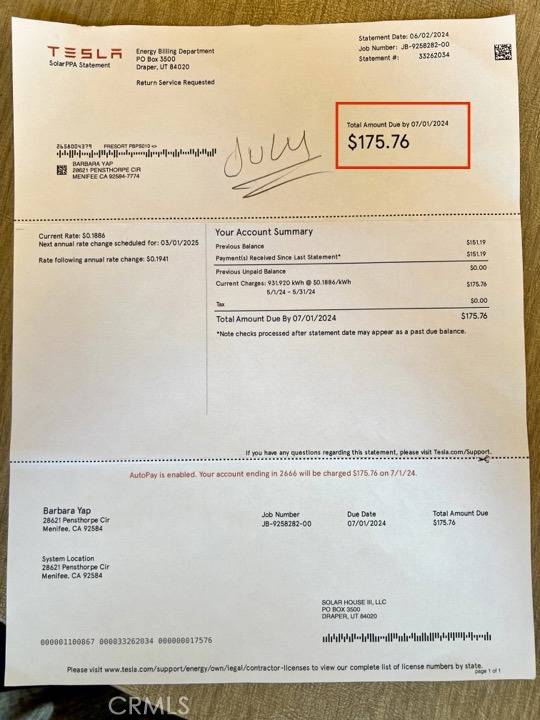 TESLA
SolarPPA Statement
Energy Billing Department
PO Box 3500
Draper, UT 84020
Return Service Requested
Statement Date: 06/02/2024
Job Number: JB-9258282-00
Statement #: 33262034
Total Amount Due by 07/01/2024
$175.76
July
2658004379 PRESORT PBPS010 <>
BARBARA YAP
28621 PENSTHORPE CIR
MENIFEE CA 92584-7774
Current Rate: $0.1886
Next annual rate change scheduled for: 03/01/2025
Rate following annual rate change: $0.1941
Your Account Summary
Previous Balance $151.19
Payment(s) Received Since Last Statement* $151.19
Previous Unpaid Balance $0.00
Current Charges: 931.920 kWh @ $0.1886/kWh $175.76
5/1/24 - 5/31/24
Tax $0.00
Total Amount Due By 07/01/2024 $175.76
*Note checks processed after statement date may appear as a past due balance.
If you have any questions regarding this statement, please visit Tesla.com/Support.
AutoPay is enabled. Your account ending in 2666 will be charged $175.76 on 7/1/24.
Barbara Yap
28621 Pensthorpe Cir
Menifee, CA 92584
Job Number Due Date Total Amount Due
JB-9258282-00 07/01/2024 $175.76
System Location
28621 Pensthorpe Cir
Menifee, CA 92584
SOLAR HOUSE III, LLC
PO BOX 3500
DRAPER, UT 84020
000001100867 000033262034 000000017576
Please visit www.tesla.com/support/energy/own/legal/contractor-licenses to view our complete list of license numbers by state.
page 1 of 1
CRMLS